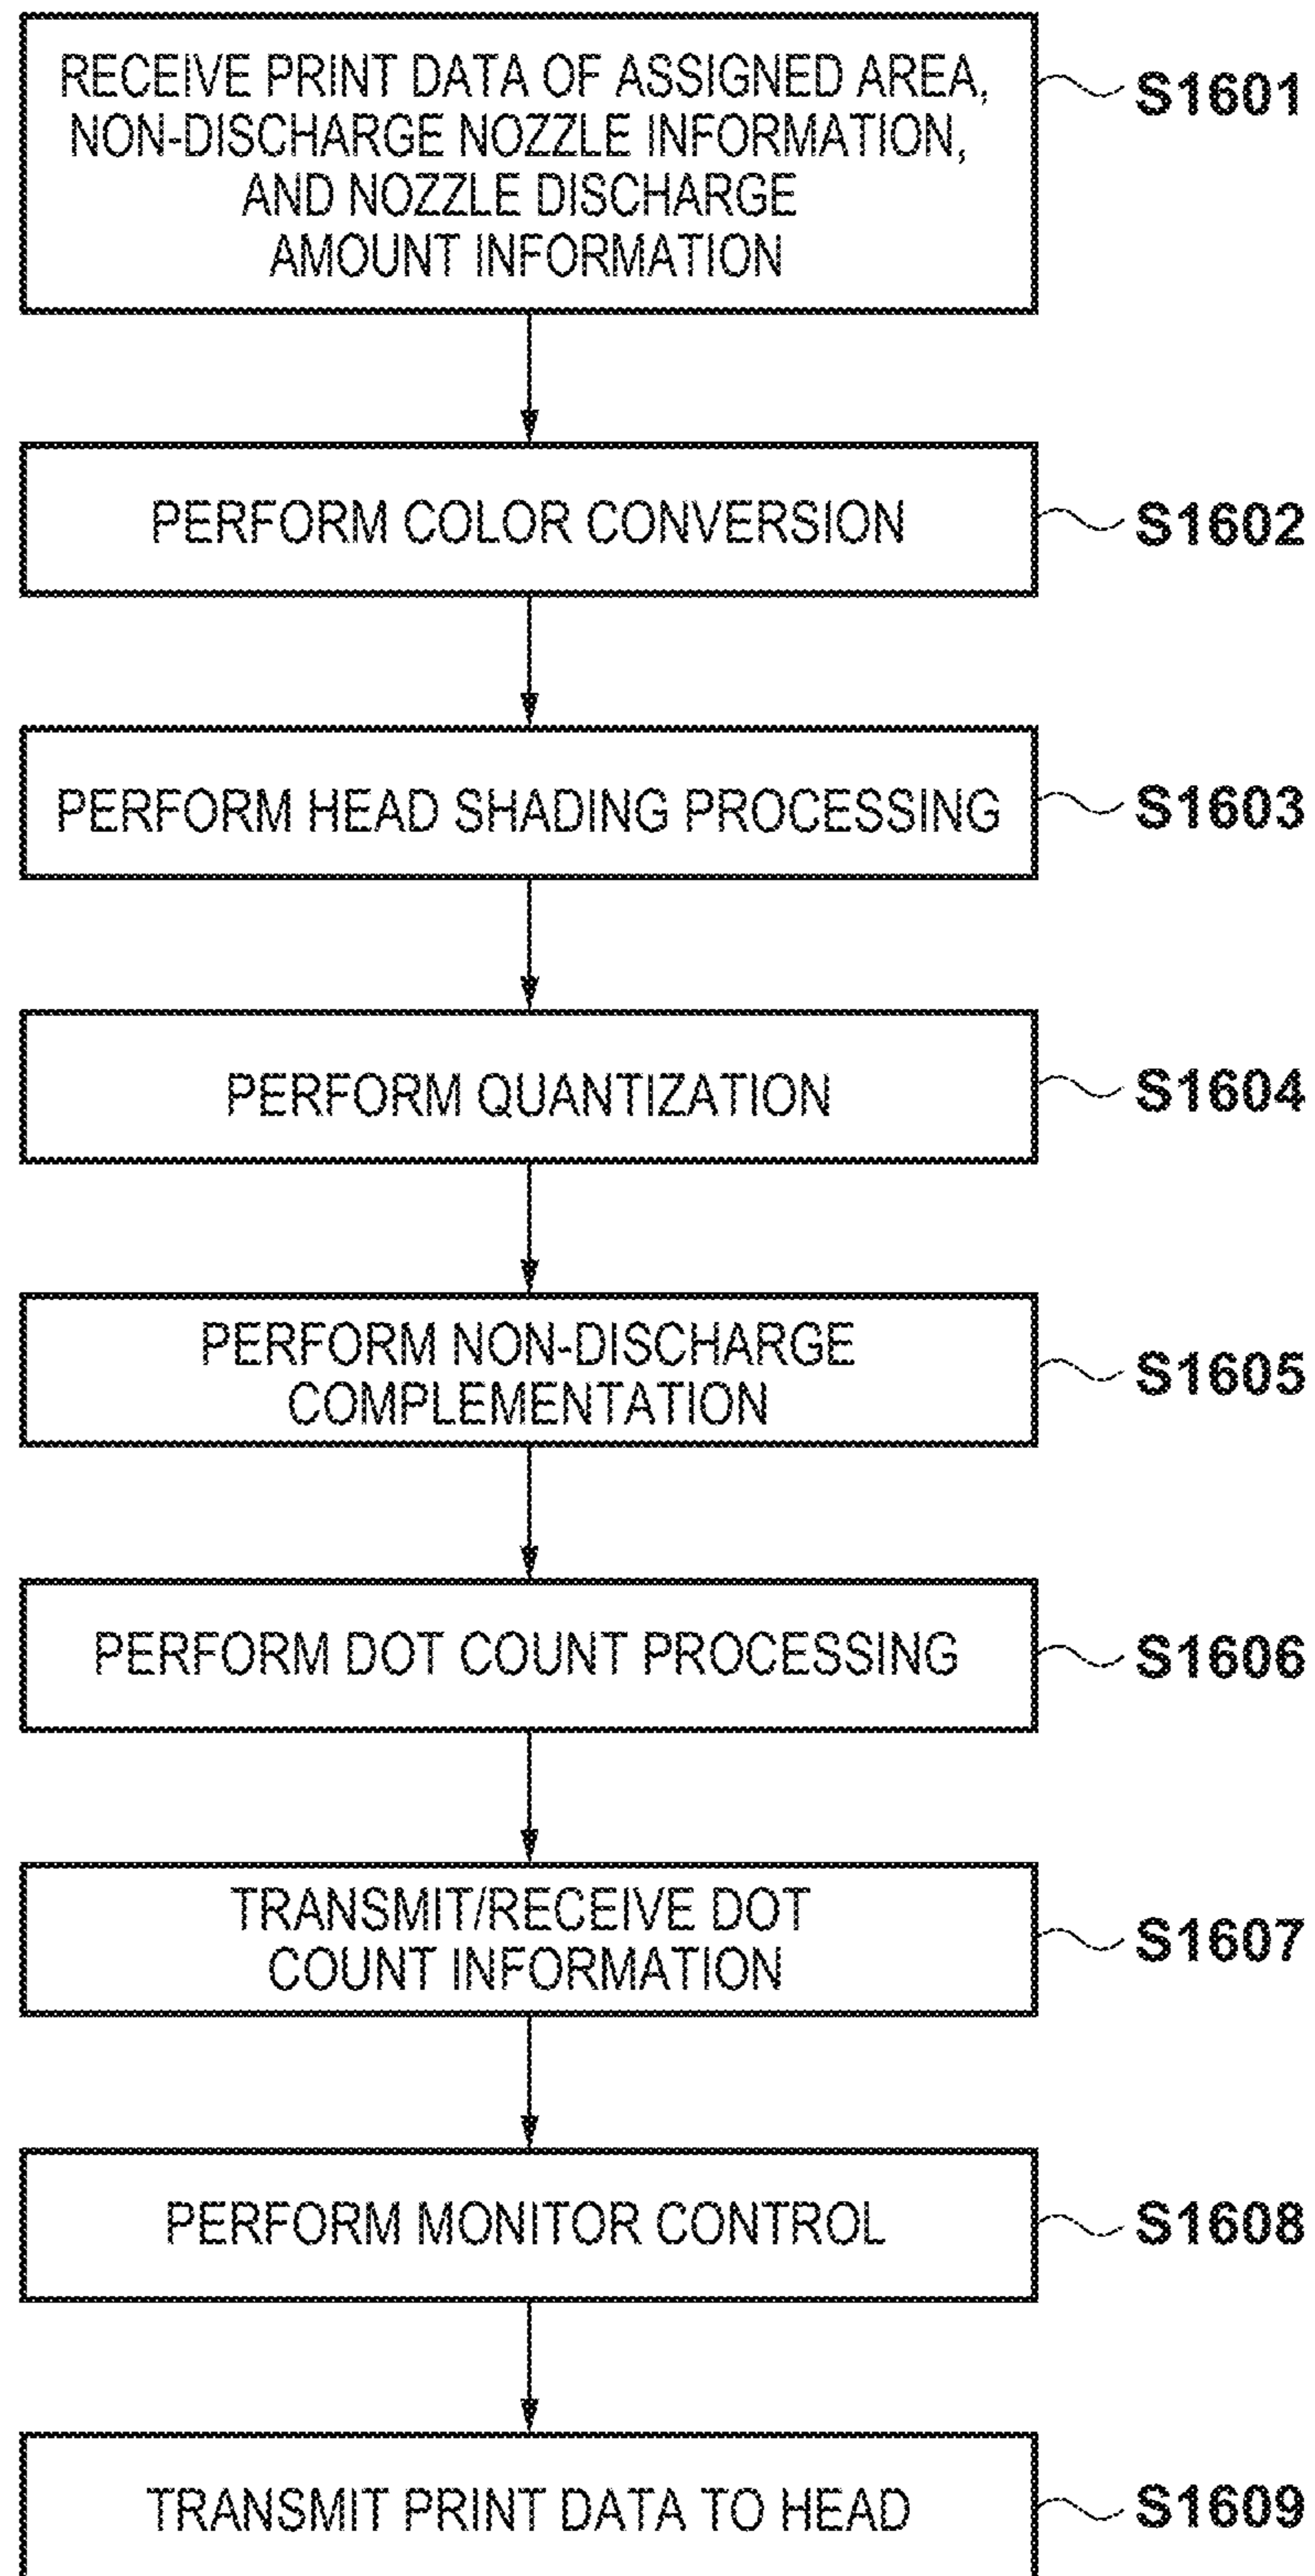 RECEIVE PRINT DATA OF ASSIGNED AREA,
NON-DISCHARGE NOZZLE INFORMATION,
AND NOZZLE DISCHARGE
AMOUNT INFORMATION
S1601
PERFORM COLOR CONVERSION
S1602
PERFORM HEAD SHADING PROCESSING
S1603
PERFORM QUANTIZATION
S1604
PERFORM NON-DISCHARGE
COMPLEMENTATION
S1605
PERFORM DOT COUNT PROCESSING
S1606
TRANSMIT/RECEIVE DOT
COUNT INFORMATION
S1607
PERFORM MONITOR CONTROL
S1608
TRANSMIT PRINT DATA TO HEAD
S1609